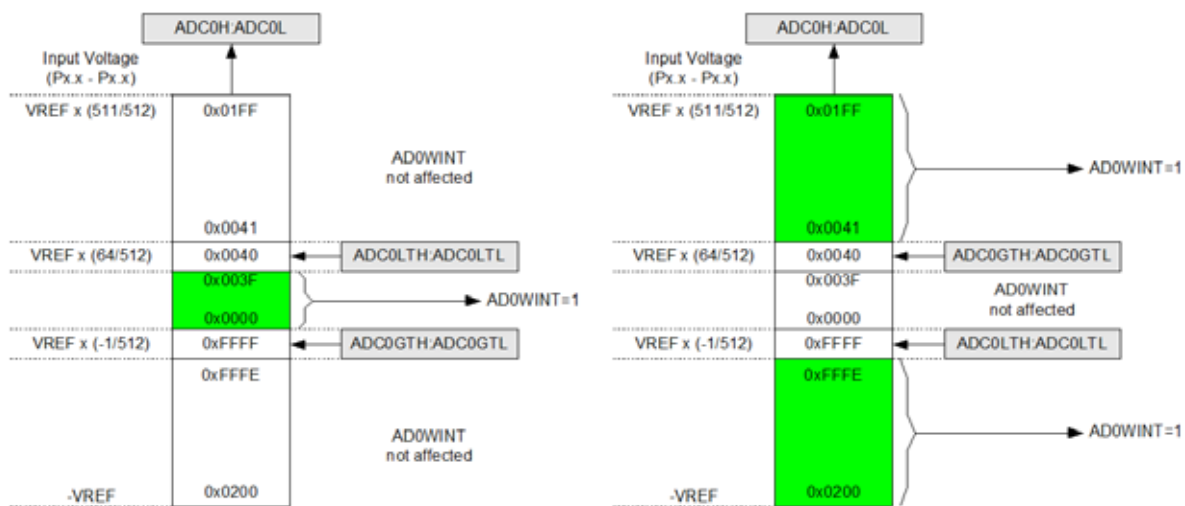 ADC0H:ADC0L
Input Voltage
(Px.x - Px.x)
VREF x (511/512)
0x01FF
AD0WINT
not affected
0x0041
VREF x (64/512)
0x0040
ADC0LTH:ADC0LTL
0x003F
AD0WINT=1
0x0000
VREF x (-1/512)
0xFFFF
ADC0GTH:ADC0GTL
0xFFFE
AD0WINT
not affected
-VREF
0x0200
ADC0H:ADC0L
Input Voltage
(Px.x - Px.x)
VREF x (511/512)
0x01FF
AD0WINT=1
0x0041
VREF x (64/512)
0x0040
ADC0GTH:ADC0GTL
0x003F
AD0WINT
not affected
0x0000
VREF x (-1/512)
0xFFFF
ADC0LTH:ADC0LTL
0xFFFE
AD0WINT=1
-VREF
0x0200